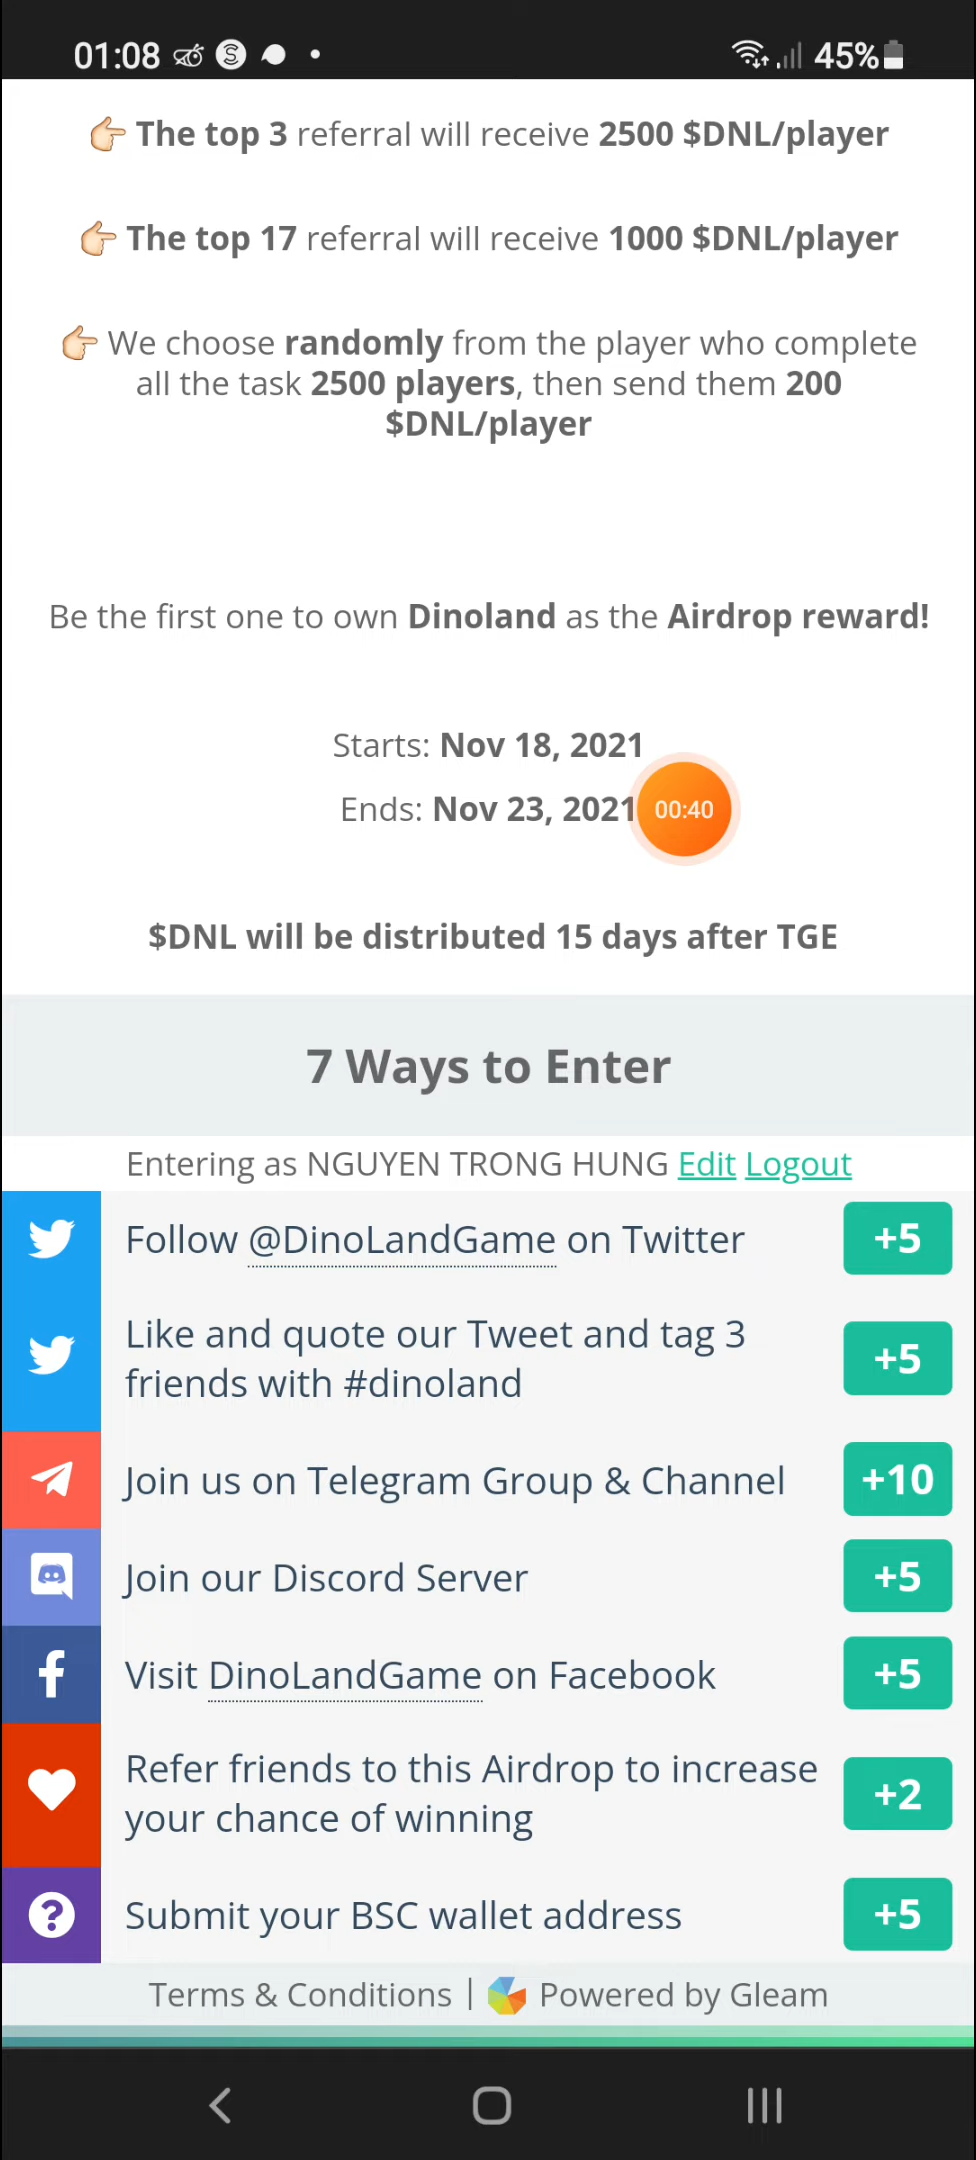 01:08
45%
👉🏻 The top 3 referral will receive 2500 $DNL/player
👉🏻 The top 17 referral will receive 1000 $DNL/player
👉🏻 We choose randomly from the player who complete
all the task 2500 players, then send them 200
$DNL/player
Be the first one to own Dinoland as the Airdrop reward!
Starts: Nov 18, 2021
Ends: Nov 23, 2021
00:40
$DNL will be distributed 15 days after TGE
7 Ways to Enter
Entering as NGUYEN TRONG HUNG Edit Logout
Follow @DinoLandGame on Twitter +5
Like and quote our Tweet and tag 3
friends with #dinoland
+5
Join us on Telegram Group & Channel +10
Join our Discord Server +5
Visit DinoLandGame on Facebook +5
Refer friends to this Airdrop to increase
your chance of winning
+2
Submit your BSC wallet address +5
Terms & Conditions | Powered by Gleam